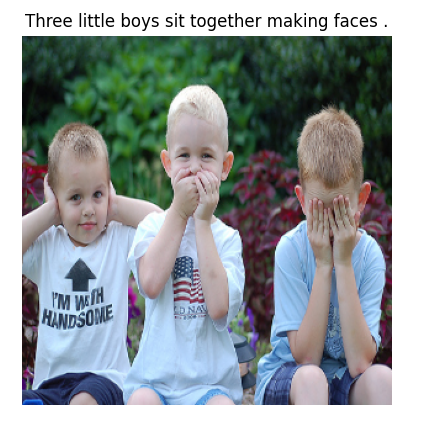 Three little boys sit together making faces .
I'M WITH
HANDSOME